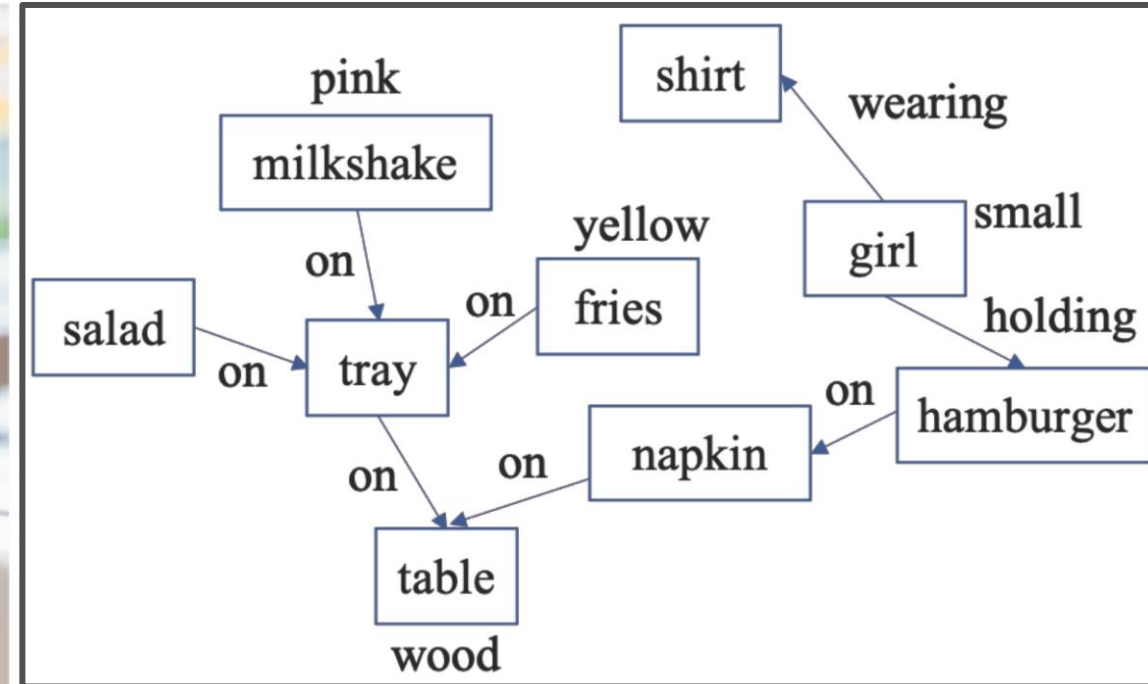 pink
milkshake
on
salad
on
tray
yellow
fries
on
shirt
wearing
girl
small
holding
hamburger
on
napkin
on
on
table
wood